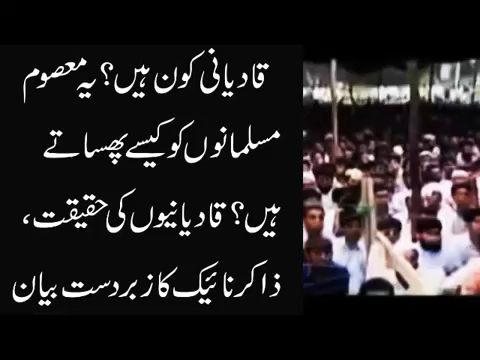 قادیانی کون ہیں؟ یہ معصوم
مسلمانوں کو کیسے پھساتے
ہیں؟ قادیانیوں کی حقیقت،
ذاکر نائیک کا زبردست بیان